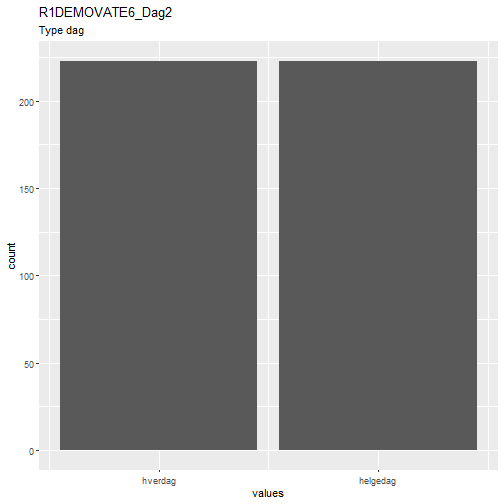 R1DEMOVATE6_Dag2
Type dag
count
200
150
100
50
0
hverdag
helgedag
values